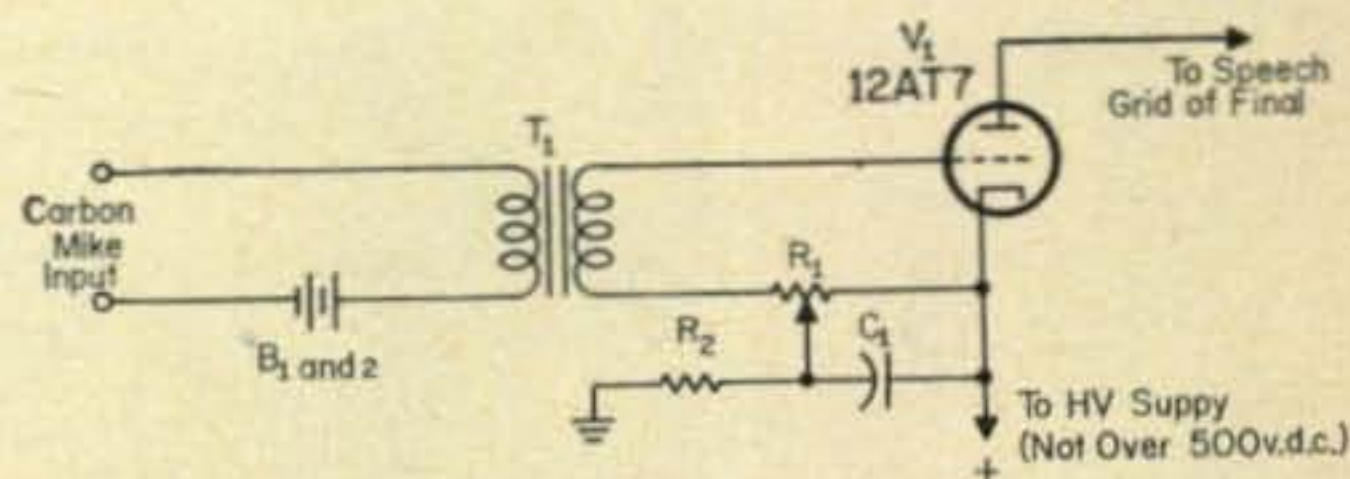 V1
12AT7
To Speech
Grid of Final
T1
Carbon
Mike
Input
R1
B1 and 2
R2
C1
To HV Suppy
(Not Over 500v.d.c.)
+